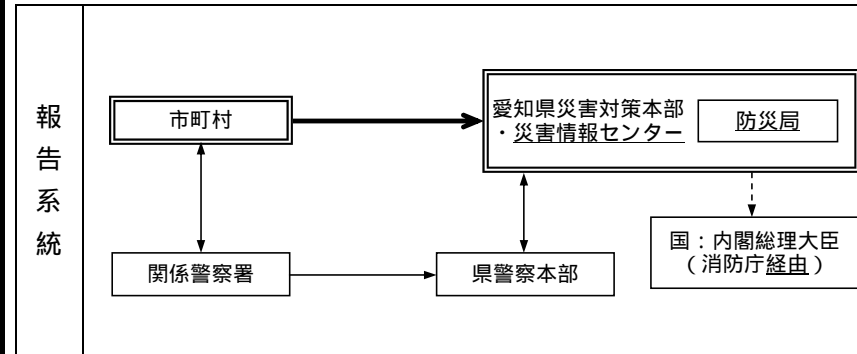 報告系統
市町村
愛知県災害対策本部
・災害情報センター
防災局
関係警察署
県警察本部
国：内閣総理大臣
（消防庁経由）